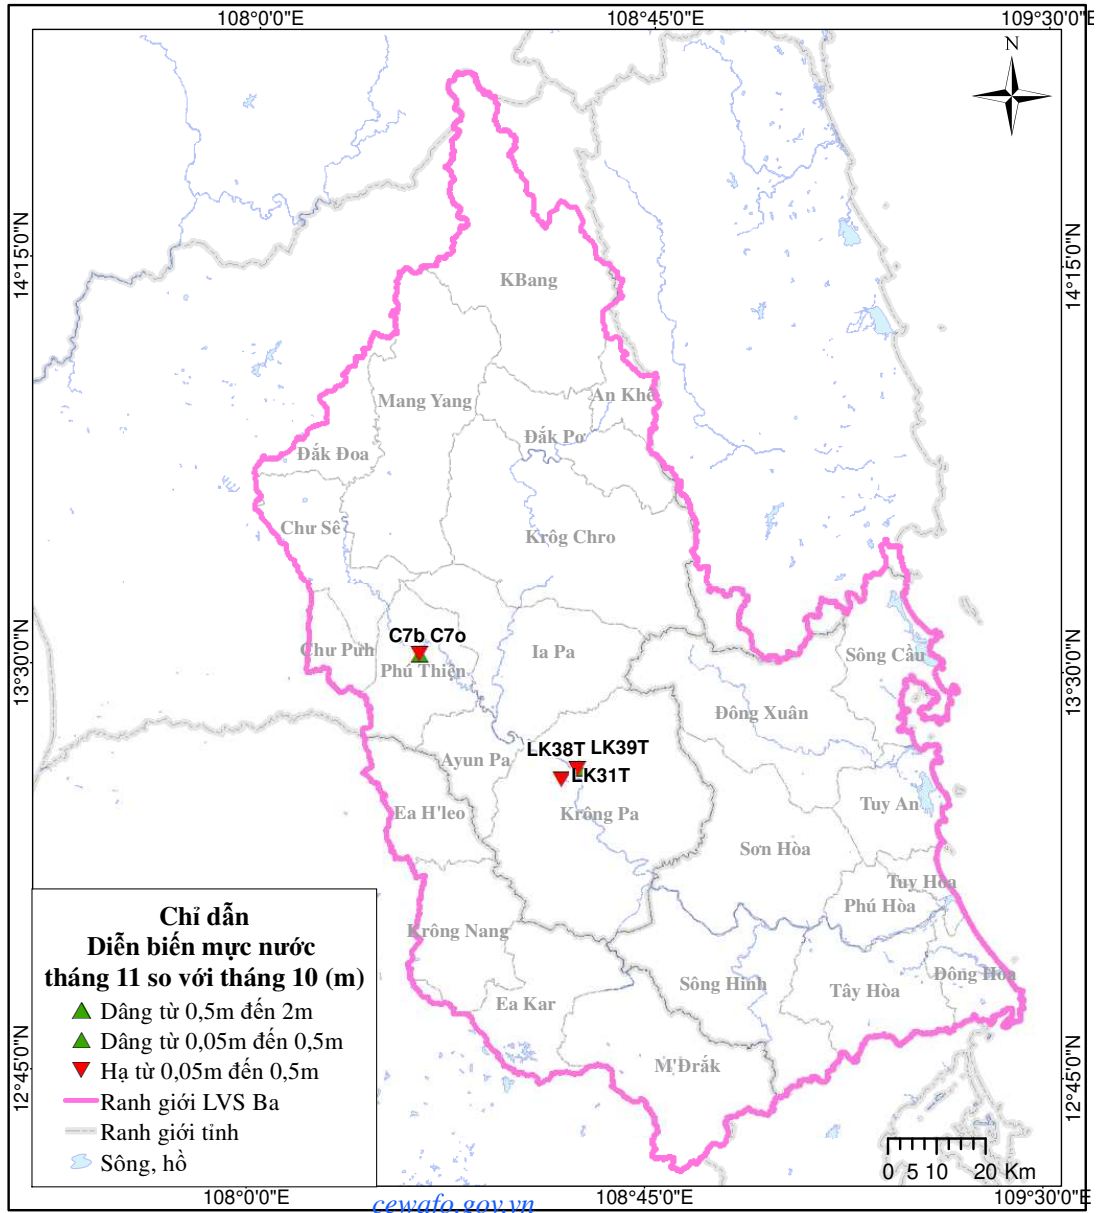 108°0'0"E
108°45'0"E
109°30'0"E
N
14°15'0"N
14°15'0"N
KBang
Mang Yang
An Khê
Đắk Pơ
Đắk Đoa
Chư Sê
Krôg Chro
C7b C7o
Chư Pưh
Phú Thiện
Ia Pa
Sông Cầu
13°30'0"N
13°30'0"N
Đông Xuân
LK38T LK39T
Ayun Pa
LK31T
Ea H'leo
Krông Pa
Tuy An
Sơn Hòa
Tuy Hòa
Phú Hòa
Krông Nang
Đông Hòa
Sông Hinh
Tây Hòa
Ea Kar
M'Đrắk
12°45'0"N
12°45'0"N
Chỉ dẫn
Diễn biến mực nước
tháng 11 so với tháng 10 (m)
Dâng từ 0,5m đến 2m
Dâng từ 0,05m đến 0,5m
Hạ từ 0,05m đến 0,5m
Ranh giới LVS Ba
Ranh giới tỉnh
Sông, hồ
0 5 10 20 Km
108°0'0"E
108°45'0"E
109°30'0"E
cewafo.gov.vn